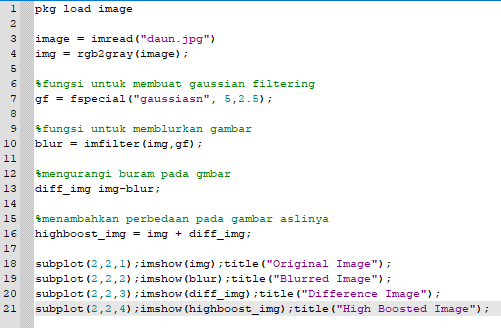 1 pkg load image
2
3 image = imread("daun.jpg")
4 img = rgb2gray(image);
5
6 %fungsi untuk membuat gaussian filtering
7 gf = fspecial("gaussiasn", 5,2.5);
8
9 %fungsi untuk memblurkan gambar
10 blur = imfilter(img,gf);
11
12 %mengurangi buram pada gmbar
13 diff_img img-blur;
14
15 %menambahkan perbedaan pada gambar aslinya
16 highboost_img = img + diff_img;
17
18 subplot(2,2,1);imshow(img);title("Original Image");
19 subplot(2,2,2);imshow(blur);title("Blurred Image");
20 subplot(2,2,3);imshow(diff_img);title("Difference Image");
21 subplot(2,2,4);imshow(highboost_img);title("High Boosted Image");